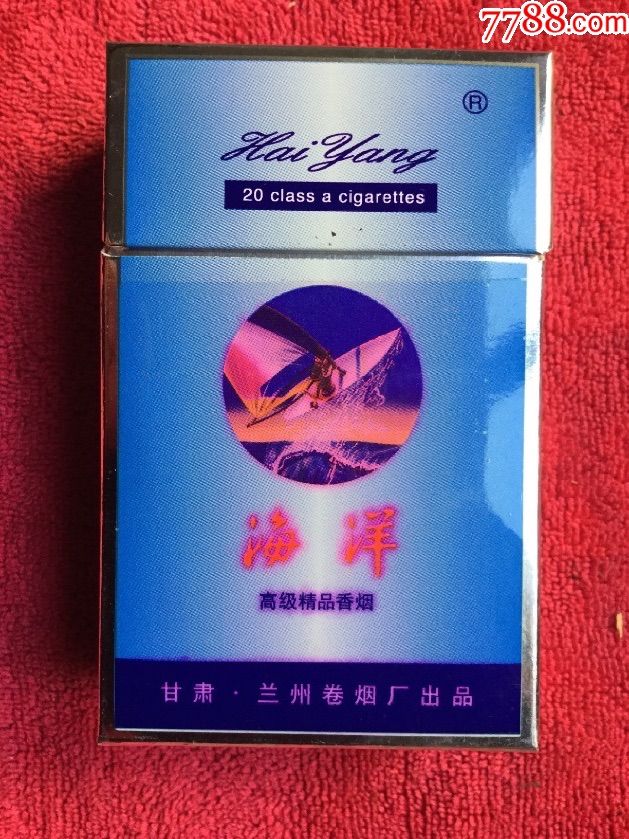 7788.com
®
Hai Yang
20 class a cigarettes
海洋
高级精品香烟
甘肃·兰州卷烟厂出品